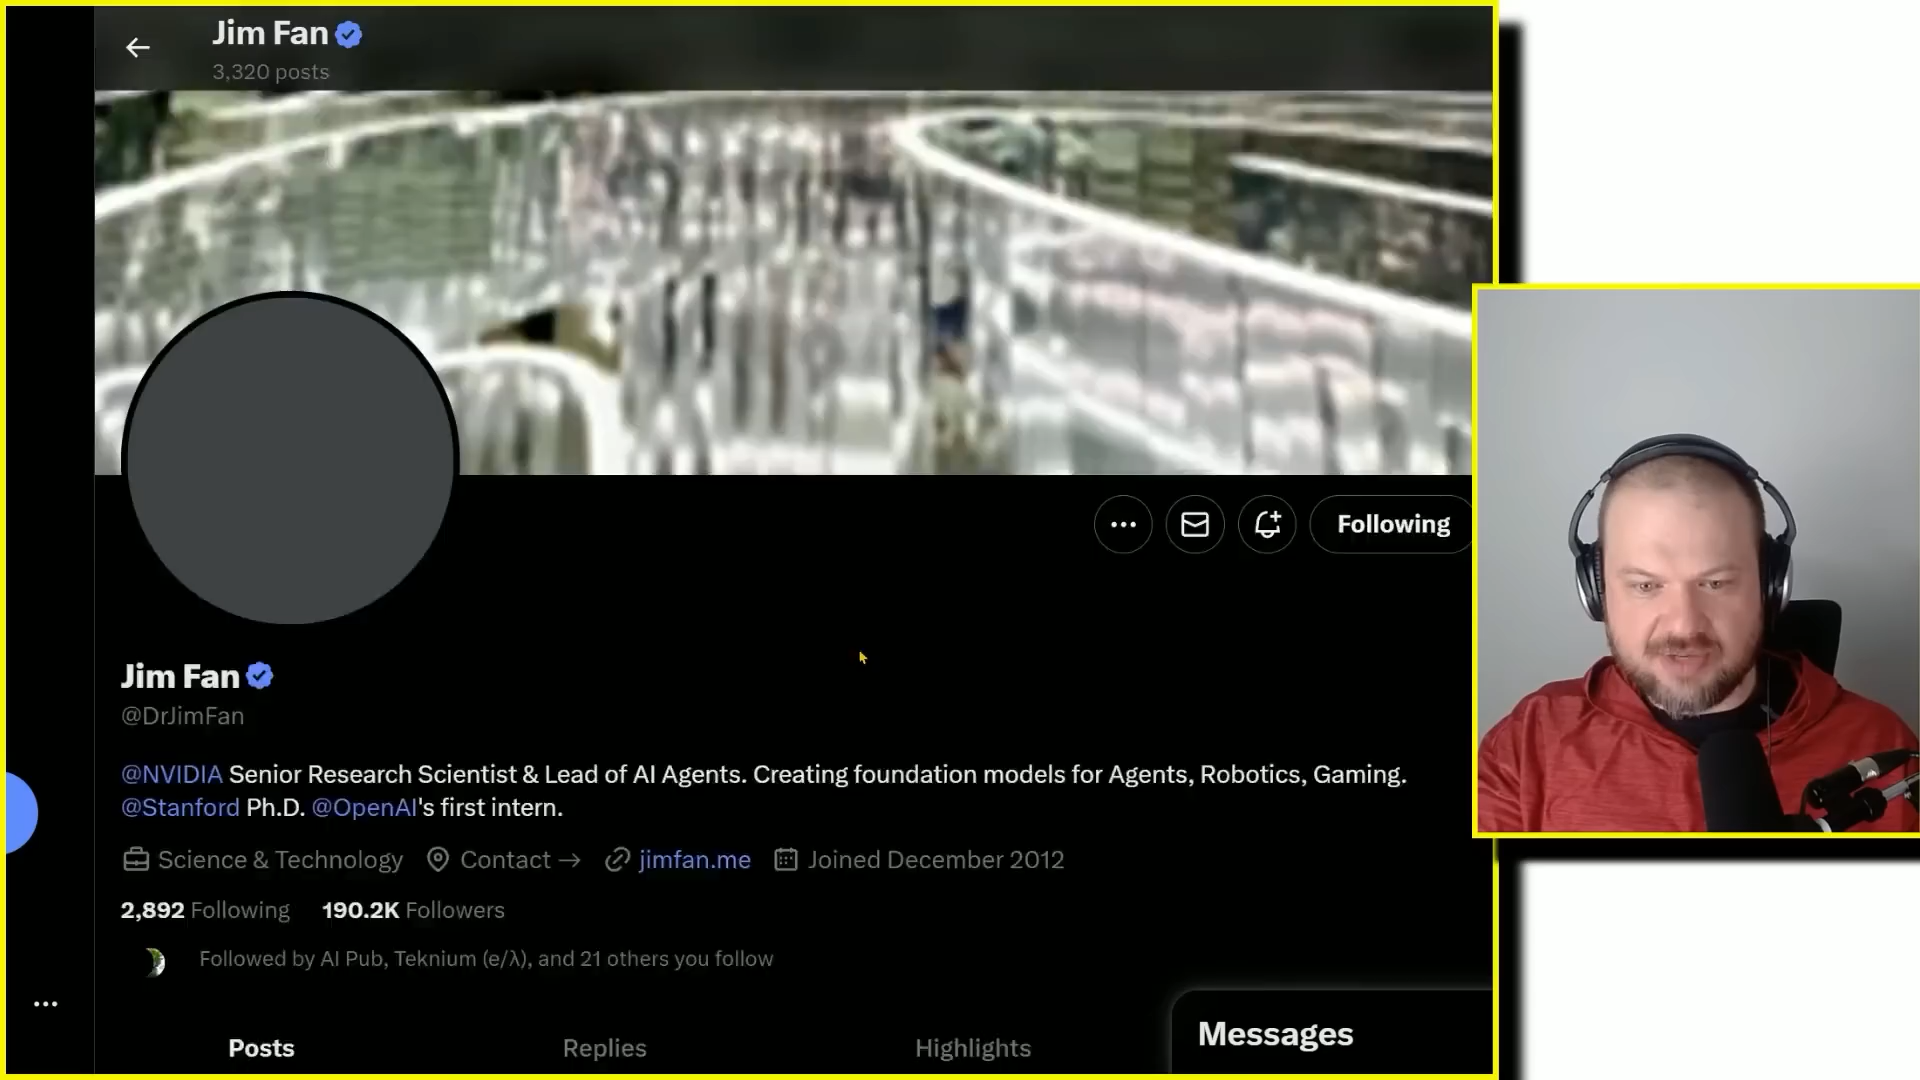 Jim Fan
3,320 posts
Following
Jim Fan
@DrJimFan
@NVIDIA Senior Research Scientist & Lead of AI Agents. Creating foundation models for Agents, Robotics, Gaming.
@Stanford Ph.D. @OpenAI's first intern.
Science & Technology Contact → jimfan.me Joined December 2012
2,892 Following 190.2K Followers
Followed by AI Pub, Teknium (e/λ), and 21 others you follow
Posts Replies Highlights
Messages